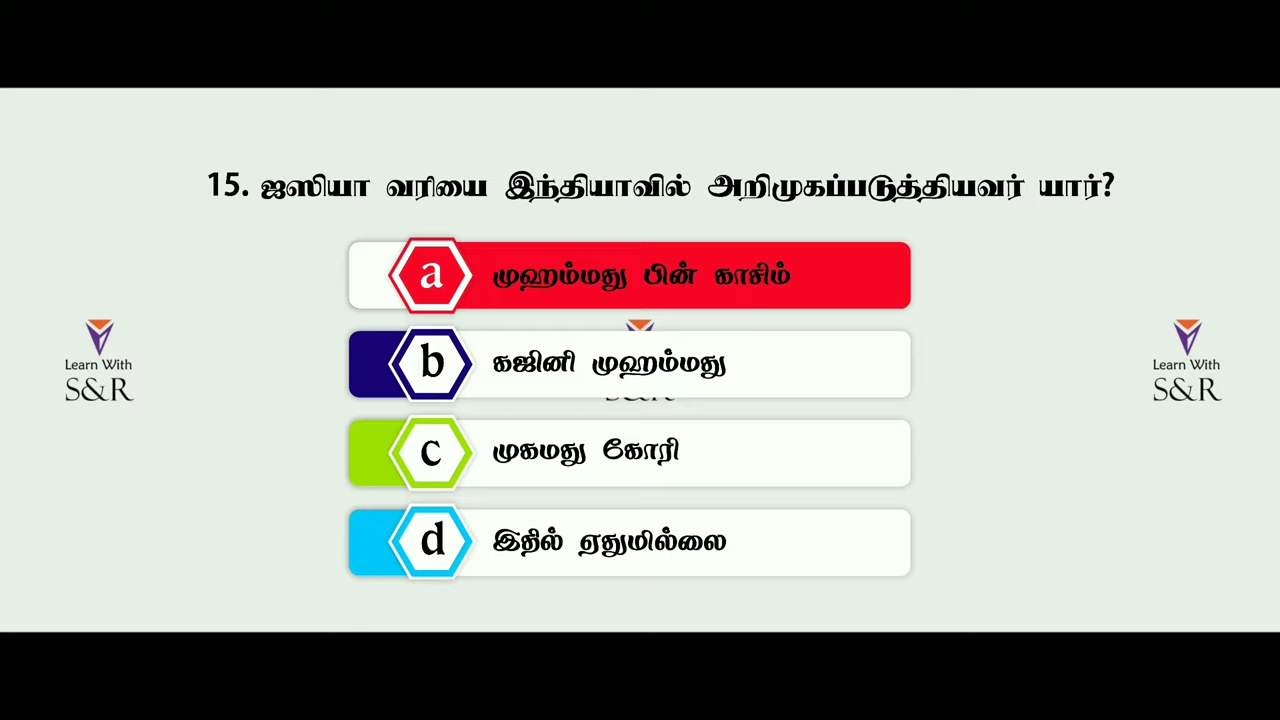 15. ஜஸியா வரியை இந்தியாவில் அறிமுகப்படுத்தியவர் யார்?
a முஹம்மது பின் காசிம்
b கஜினி முஹம்மது
c முகமது கோரி
d இதில் ஏதுமில்லை
Learn With
S&R
Learn With
S&R